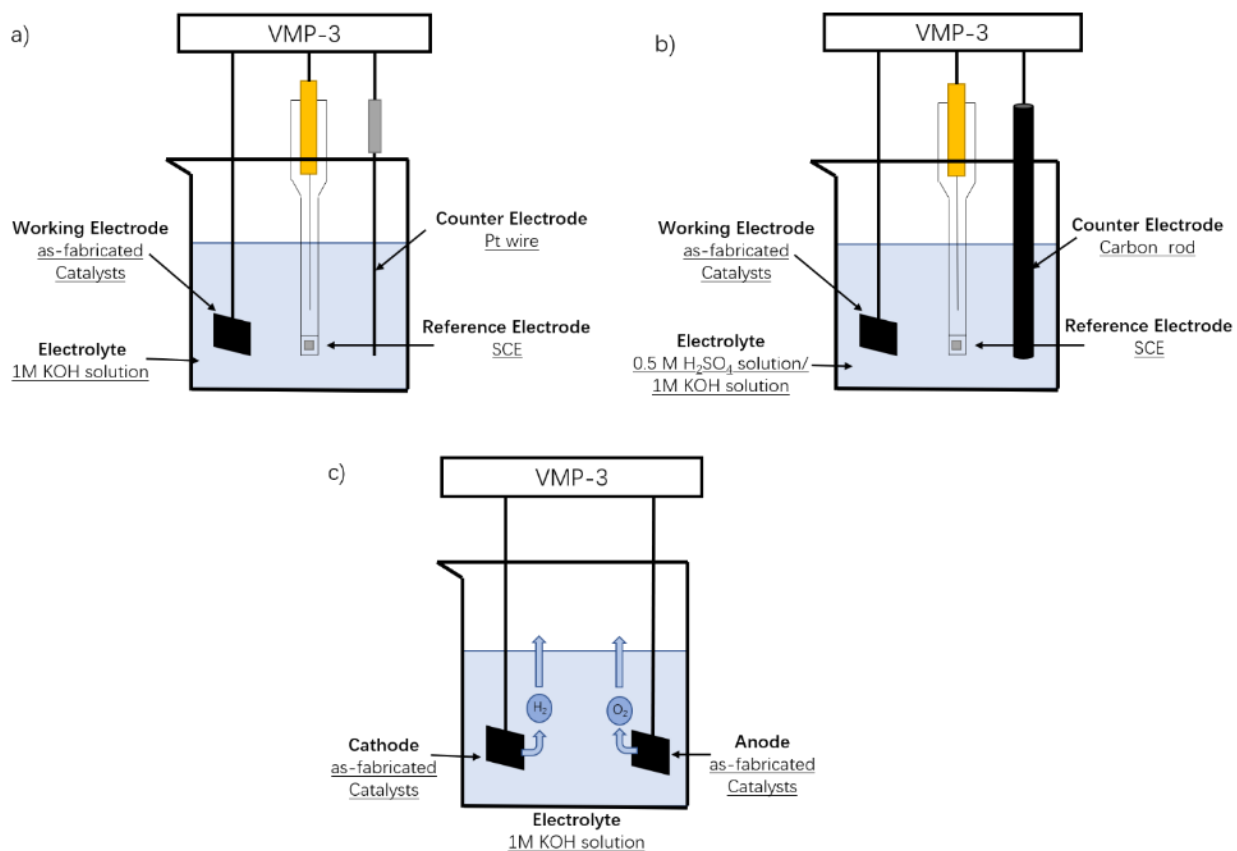 a)
VMP-3
Working Electrode
as-fabricated
Catalysts
Electrolyte
1M KOH solution
Counter Electrode
Pt wire
Reference Electrode
SCE
b)
VMP-3
Working Electrode
as-fabricated
Catalysts
Electrolyte
0.5 M H₂SO₄ solution/
1M KOH solution
Counter Electrode
Carbon rod
Reference Electrode
SCE
c)
VMP-3
H₂
O₂
Cathode
as-fabricated
Catalysts
Anode
as-fabricated
Catalysts
Electrolyte
1M KOH solution